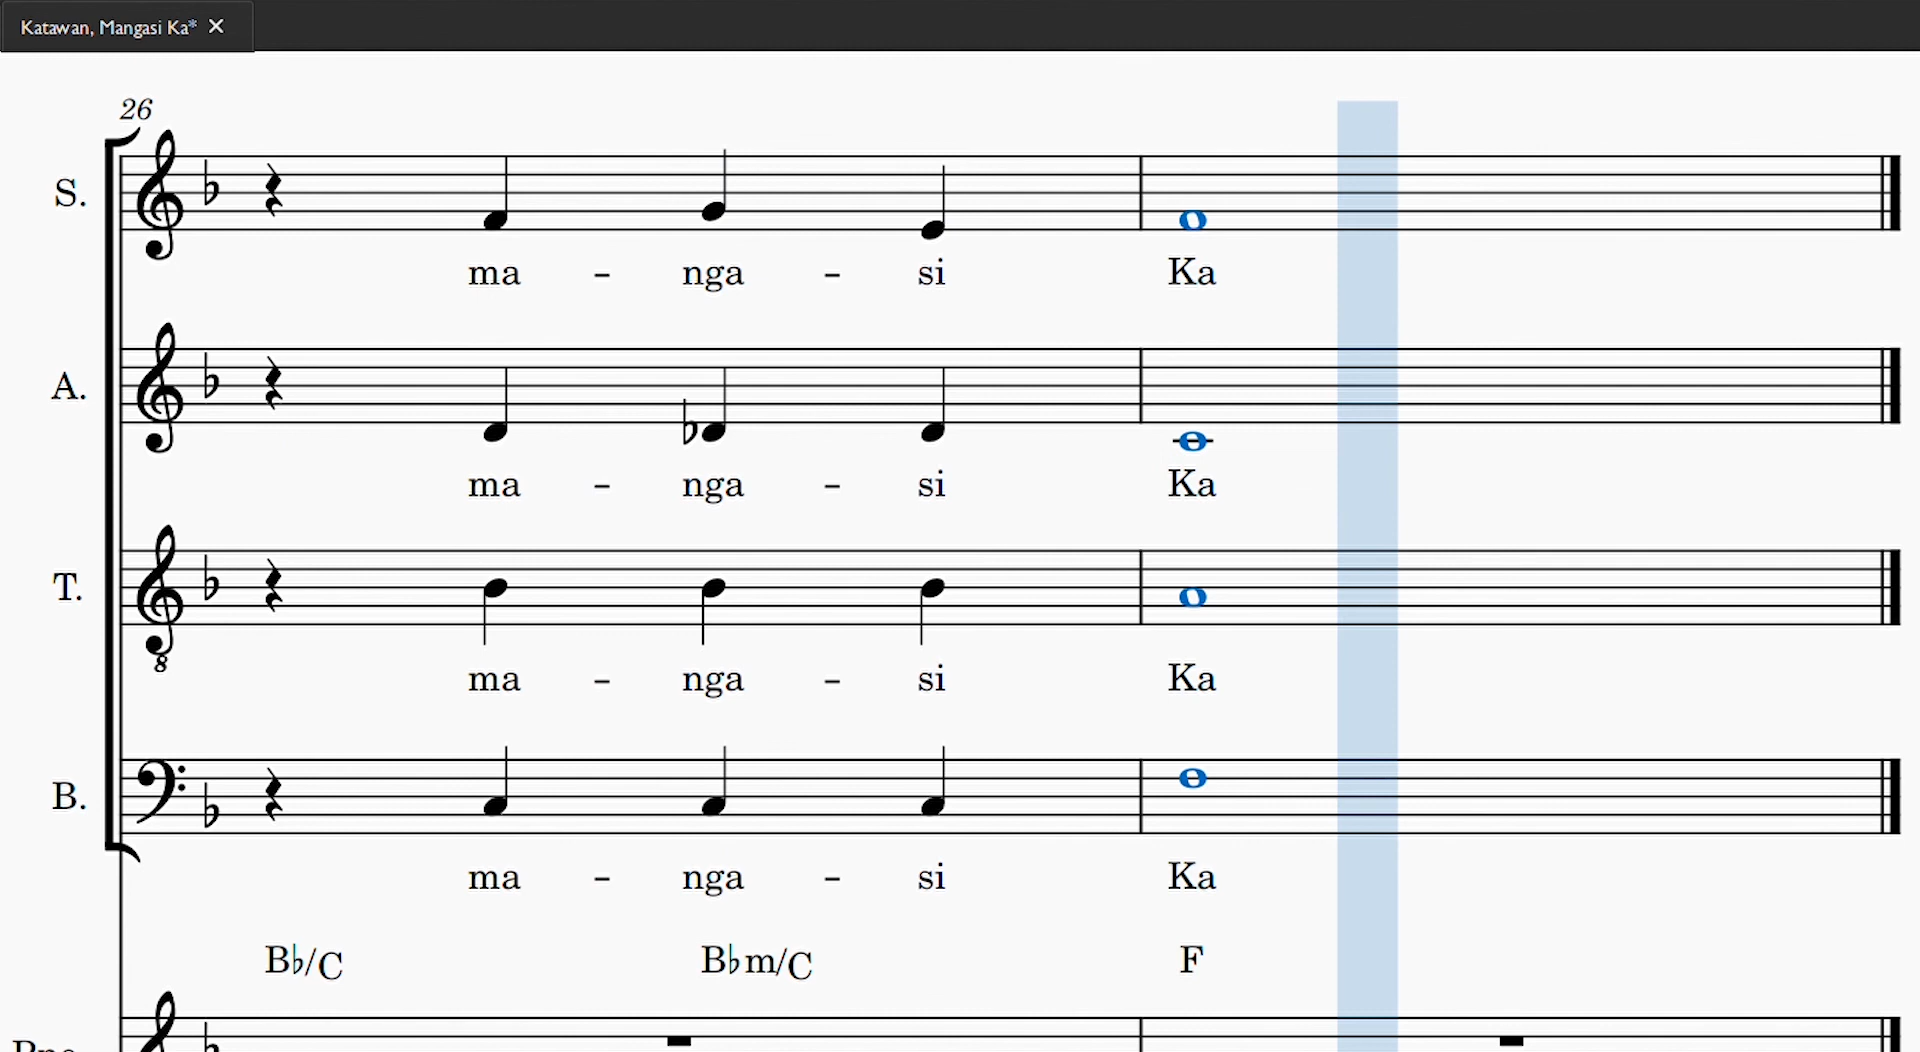 Katawan, Mangasi Ka*
26
S.
ma - nga - si Ka
A.
ma - nga - si Ka
T.
8
ma - nga - si Ka
B.
ma - nga - si Ka
B♭/C B♭m/C F